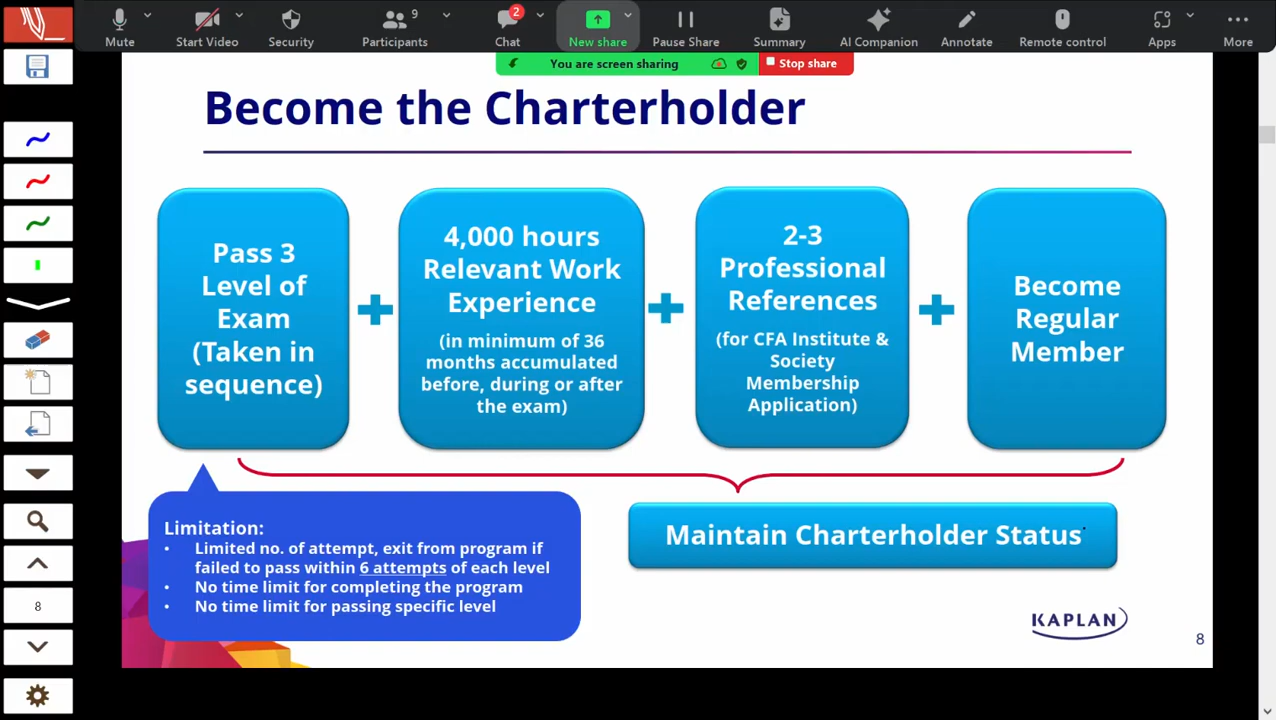 9
2
Mute
Start Video
Security
Participants
Chat
New share
Pause Share
Summary
AI Companion
Annotate
Remote control
Apps
More
You are screen sharing
Stop share
Become the Charterholder
Pass 3
Level of
Exam
(Taken in
sequence)
4,000 hours
Relevant Work
Experience
(in minimum of 36
months accumulated
before, during or after
the exam)
2-3
Professional
References
(for CFA Institute &
Society
Membership
Application)
Become
Regular
Member
Limitation:
• Limited no. of attempt, exit from program if
failed to pass within 6 attempts of each level
• No time limit for completing the program
• No time limit for passing specific level
Maintain Charterholder Status
KAPLAN
8
8